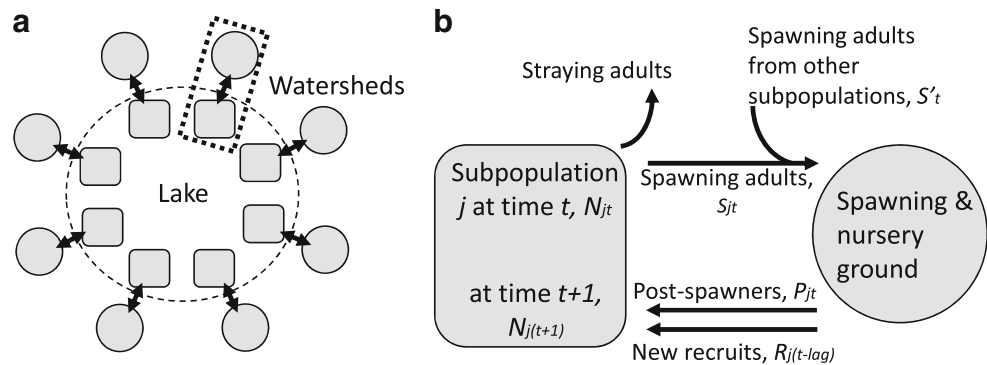 a
Watersheds
Lake
b
Straying adults
Spawning adults
from other
subpopulations, S't
Subpopulation
j at time t, Njt
at time t+1,
Nj(t+1)
Spawning adults,
Sjt
Spawning &
nursery
ground
Post-spawners, Pjt
New recruits, Rj(t-lag)